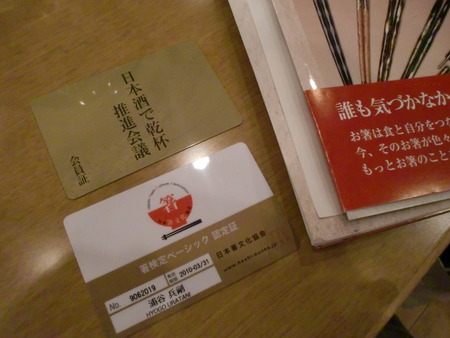 日本酒で乾杯
推進会議
会員証
箸
箸検定ベーシック 認定証
日本箸文化協会
No. 9062019
2010/03/31
浦谷 兵剛
HYOGO URATANI
誰も気づかなか
お箸は食と自分をつな
今、そのお箸が色々
もっとお箸のこと